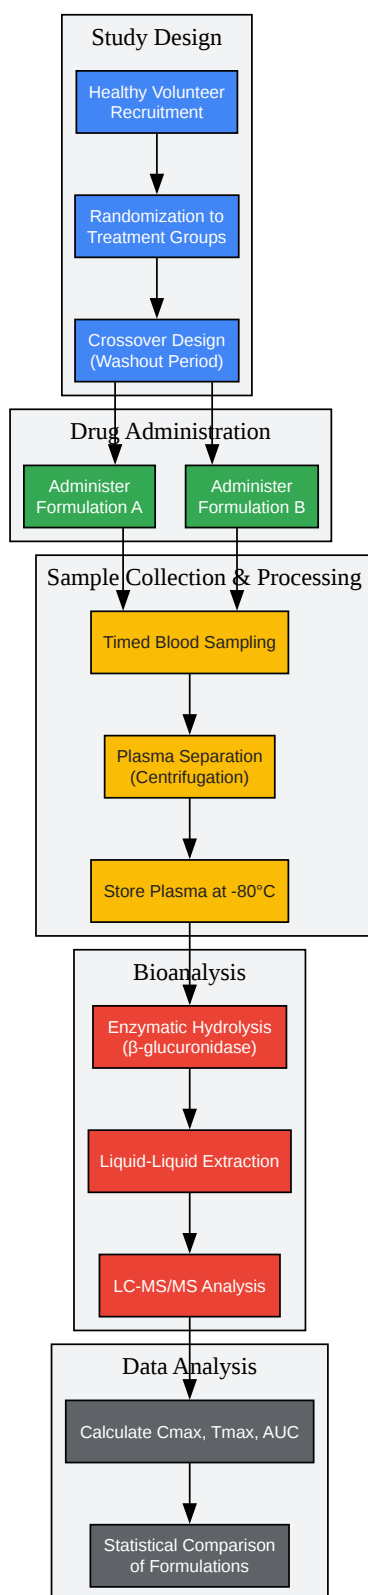 Study Design
Healthy Volunteer
Recruitment
Randomization to
Treatment Groups
Crossover Design
(Washout Period)
Drug Administration
Administer
Formulation A
Administer
Formulation B
Sample Collection & Processing
Timed Blood Sampling
Plasma Separation
(Centrifugation)
Store Plasma at -80°C
Bioanalysis
Enzymatic Hydrolysis
(β-glucuronidase)
Liquid-Liquid Extraction
LC-MS/MS Analysis
Data Analysis
Calculate Cmax, Tmax, AUC
Statistical Comparison
of Formulations